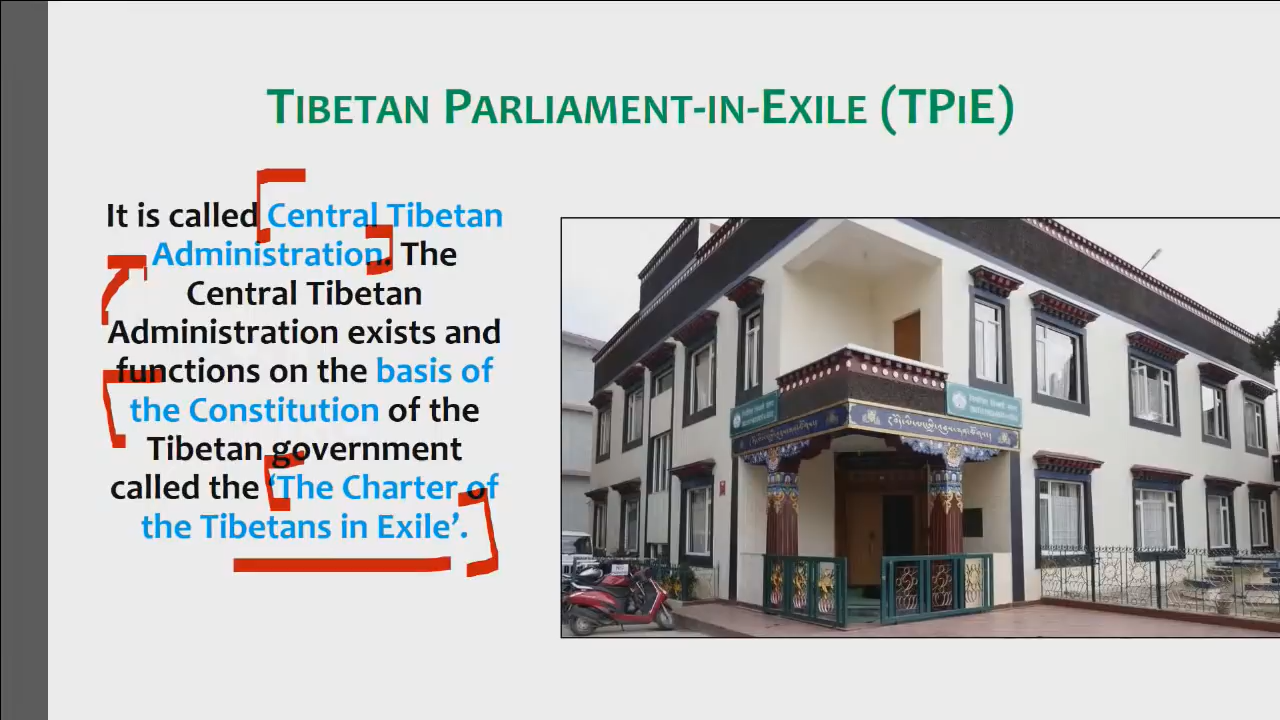 TIBETAN PARLIAMENT-IN-EXILE (TPiE)
It is called Central Tibetan
Administration. The
Central Tibetan
Administration exists and
functions on the basis of
the Constitution of the
Tibetan government
called the ‘The Charter of
the Tibetans in Exile’.